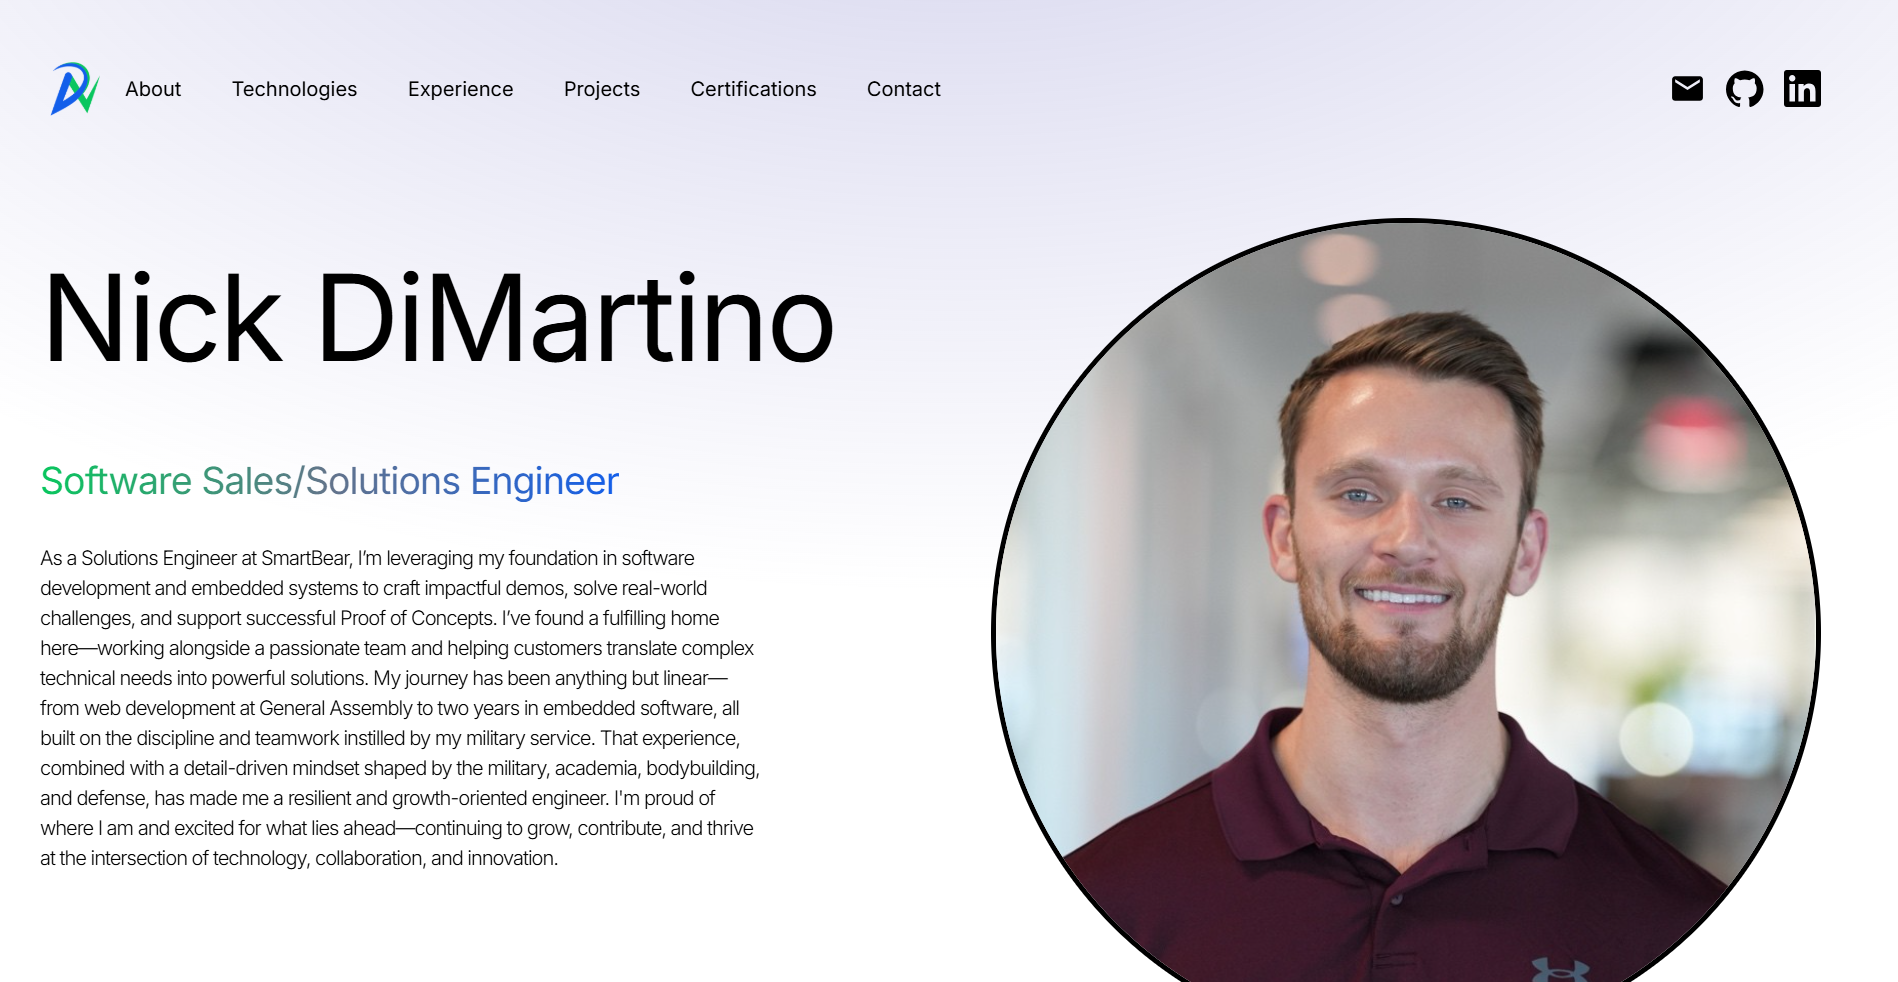 About Technologies Experience Projects Certifications Contact
in
Nick DiMartino
Software Sales/Solutions Engineer
As a Solutions Engineer at SmartBear, I’m leveraging my foundation in software
development and embedded systems to craft impactful demos, solve real-world
challenges, and support successful Proof of Concepts. I’ve found a fulfilling home
here—working alongside a passionate team and helping customers translate complex
technical needs into powerful solutions. My journey has been anything but linear—
from web development at General Assembly to two years in embedded software, all
built on the discipline and teamwork instilled by my military service. That experience,
combined with a detail-driven mindset shaped by the military, academia, bodybuilding,
and defense, has made me a resilient and growth-oriented engineer. I'm proud of
where I am and excited for what lies ahead—continuing to grow, contribute, and thrive
at the intersection of technology, collaboration, and innovation.